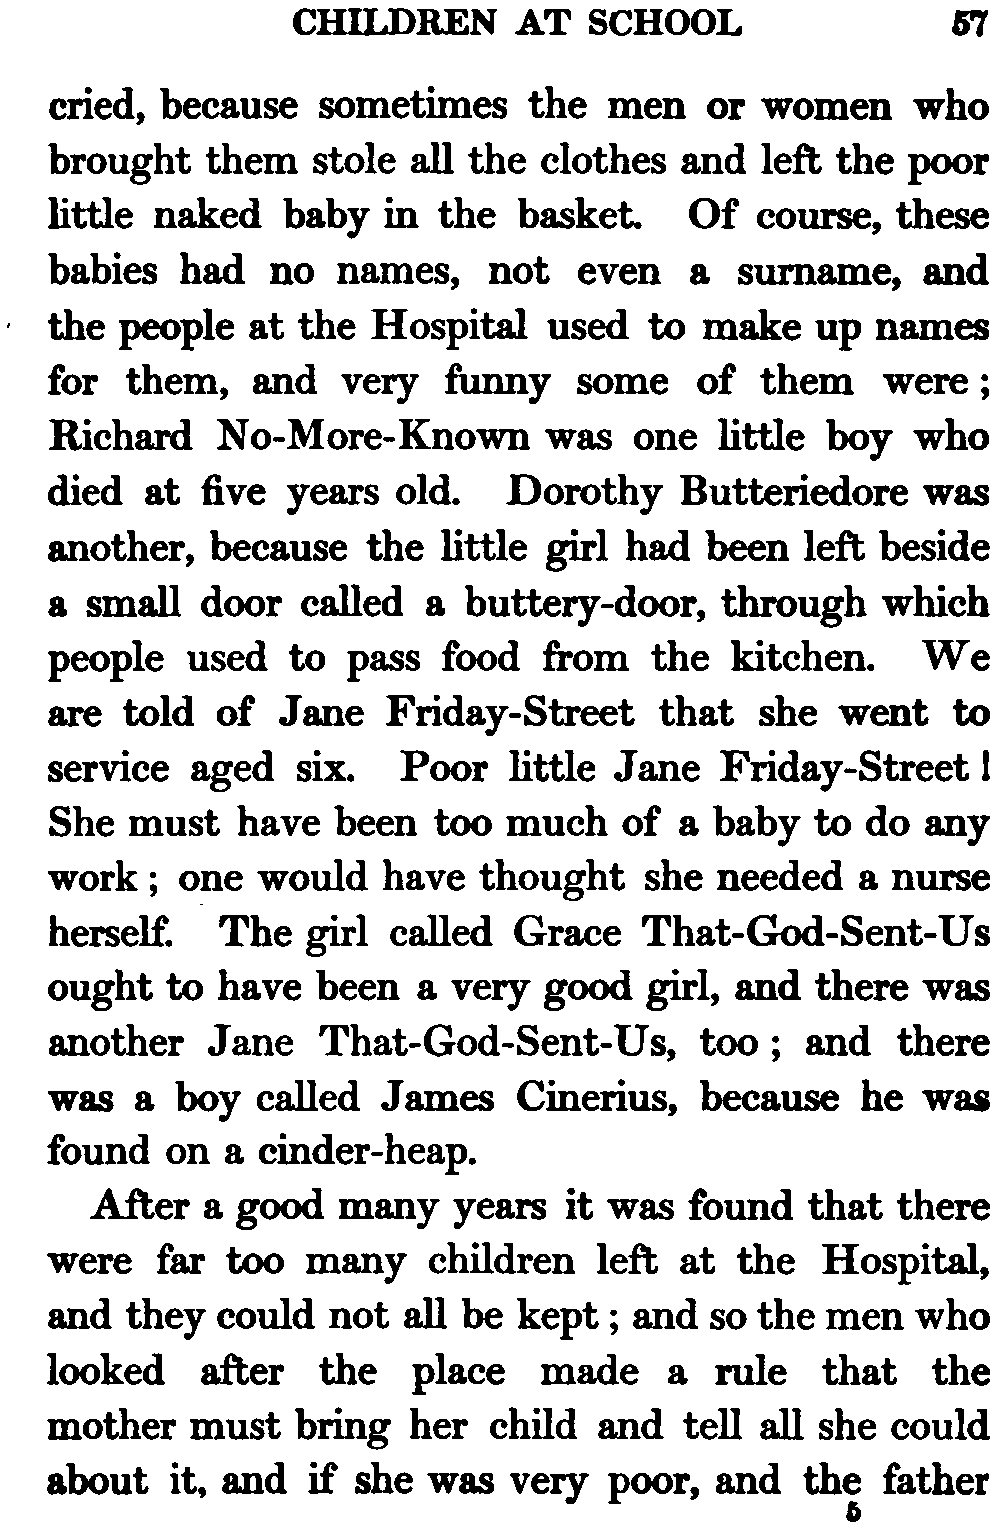 CHILDREN AT SCHOOL 57
cried, because sometimes the men or women who
brought them stole all the clothes and left the poor
little naked baby in the basket. Of course, these
babies had no names, not even a surname, and
the people at the Hospital used to make up names
for them, and very funny some of them were ;
Richard No-More-Known was one little boy who
died at five years old. Dorothy Butteriedore was
another, because the little girl had been left beside
a small door called a buttery-door, through which
people used to pass food from the kitchen. We
are told of Jane Friday-Street that she went to
service aged six. Poor little Jane Friday-Street !
She must have been too much of a baby to do any
work ; one would have thought she needed a nurse
herself. The girl called Grace That-God-Sent-Us
ought to have been a very good girl, and there was
another Jane That-God-Sent-Us, too ; and there
was a boy called James Cinerius, because he was
found on a cinder-heap.
After a good many years it was found that there
were far too many children left at the Hospital,
and they could not all be kept ; and so the men who
looked after the place made a rule that the
mother must bring her child and tell all she could
about it, and if she was very poor, and the father
5